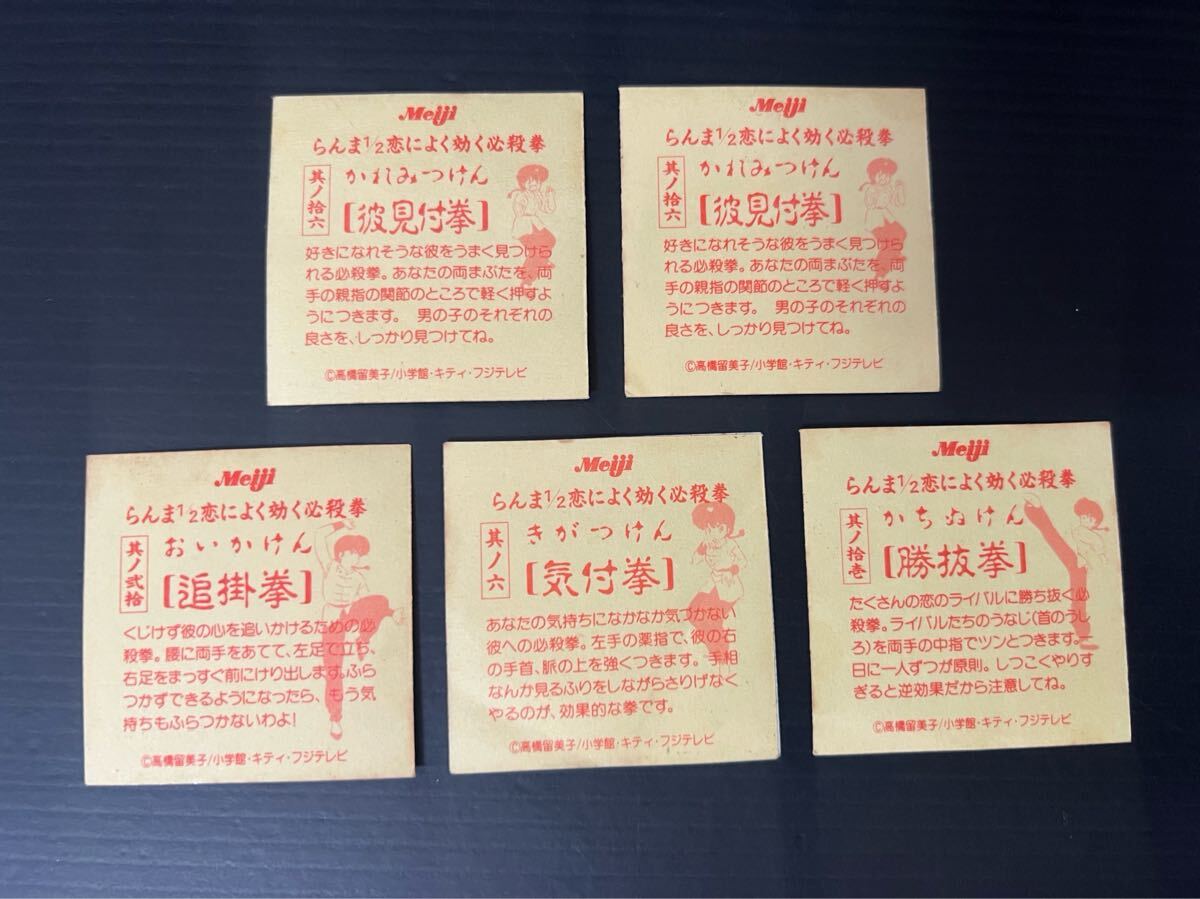 Meiji
らんま1/2恋によく効く必殺拳
其ノ拾六
かれみつけん
[彼見付拳]
好きになれそうな彼をうまく見つけら
れる必殺拳。あなたの両まぶたを、両
手の親指の関節のところで軽く押すよ
うにつきます。 男の子のそれぞれの
良さを、しっかり見つけてね。
©高橋留美子/小学館・キティ・フジテレビ
Meiji
らんま1/2恋によく効く必殺拳
其ノ拾六
かれみつけん
[彼見付拳]
好きになれそうな彼をうまく見つけら
れる必殺拳。あなたの両まぶたを、両
手の親指の関節のところで軽く押すよ
うにつきます。 男の子のそれぞれの
良さを、しっかり見つけてね。
©高橋留美子/小学館・キティ・フジテレビ
Meiji
らんま1/2恋によく効く必殺拳
其ノ弐拾
おいかけん
[追掛拳]
くじけず彼の心を追いかけるための必
殺拳。腰に両手をあてて、左足で立ち、
右足をまっすぐ前にけり出します。ふら
つかずできるようになったら、もう気
持ちもふらつかないわよ!
©高橋留美子/小学館・キティ・フジテレビ
Meiji
らんま1/2恋によく効く必殺拳
其ノ六
きがつけん
[気付拳]
あなたの気持ちになかなか気づかない
彼への必殺拳。左手の薬指で、彼の右
の手首、脈の上を強くつきます。手相
なんか見るふりをしながらさりげなく
やるのが、効果的な拳です。
©高橋留美子/小学館・キティ・フジテレビ
Meiji
らんま1/2恋によく効く必殺拳
其ノ拾壱
かちぬけん
[勝抜拳]
たくさんの恋のライバルに勝ち抜く必
殺拳。ライバルたちのうなじ(首のうし
ろ)を両手の中指でツンとつきます。一
日に一人ずつが原則。しつこくやりす
ぎると逆効果だから注意してね。
©高橋留美子/小学館・キティ・フジテレビ